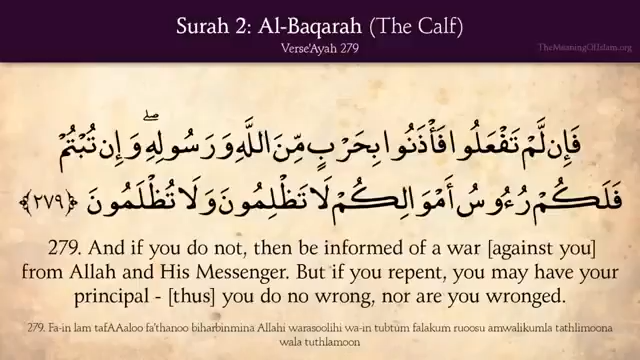 Surah 2: Al-Baqarah (The Calf)
Verse'Ayah 279
TheMeaningOfIslam.org
فَإِن لَّمْ تَفْعَلُوا فَأْذَنُوا بِحَرْبٍ مِّنَ اللَّهِ وَرَسُولِهِ ۖ وَإِن تُبْتُمْ
فَلَكُمْ رُءُوسُ أَمْوَالِكُمْ لَا تَظْلِمُونَ وَلَا تُظْلَمُونَ ﴿٢٧٩﴾
279. And if you do not, then be informed of a war [against you]
from Allah and His Messenger. But if you repent, you may have your
principal - [thus] you do no wrong, nor are you wronged.
279. Fa-in lam tafAAaloo fa'thanoo biharbinmina Allahi warasoolihi wa-in tubtum falakum ruoosu amwalikumla tathlimoona
wala tuthlamoon